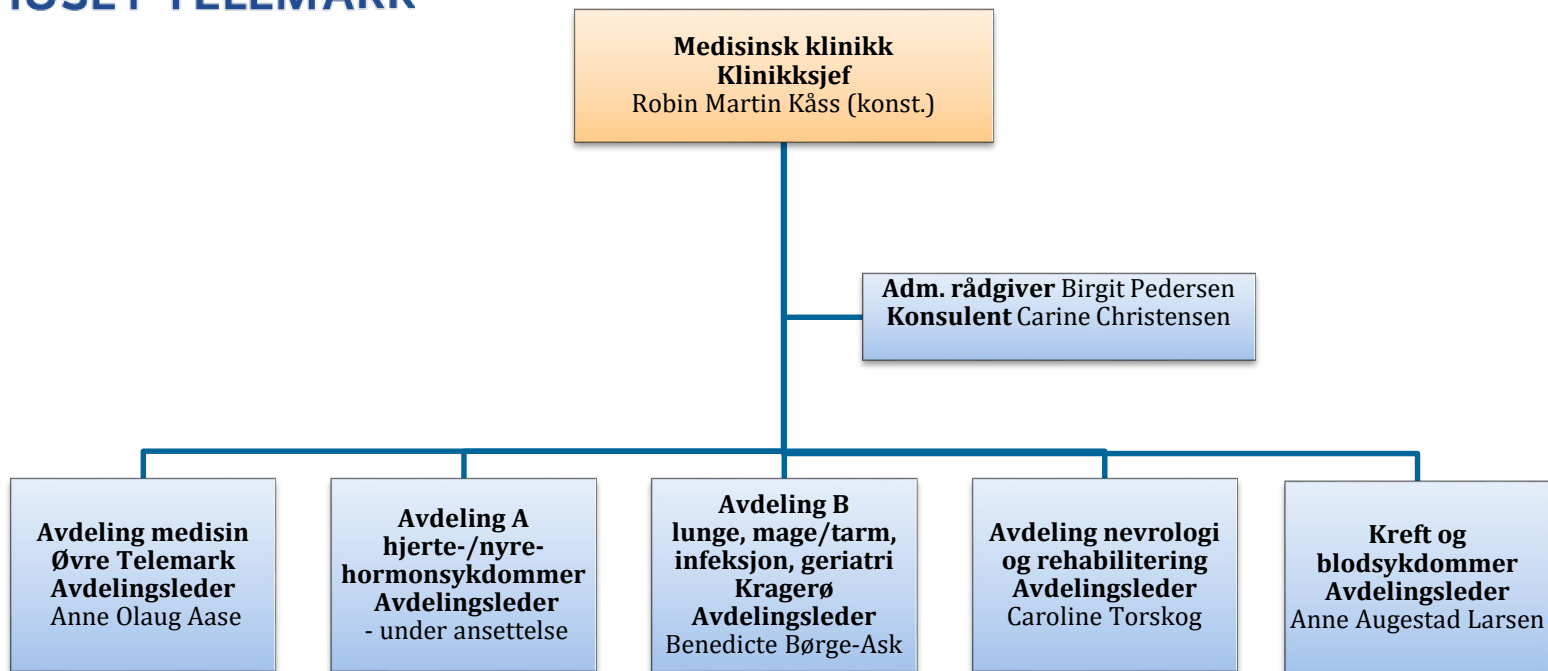 TELEMARK
Medisinsk klinikk
Klinikksjef
Robin Martin Kåss (konst.)
Adm. rådgiver Birgit Pedersen
Konsulent Carine Christensen
Avdeling medisin
Øvre Telemark
Avdelingsleder
Anne Olaug Aase
Avdeling A
hjerte-/nyre-
hormonsykdommer
Avdelingsleder
- under ansettelse
Avdeling B
lunge, mage/tarm,
infeksjon, geriatri
Kragerø
Avdelingsleder
Benedicte Børge-Ask
Avdeling nevrologi
og rehabilitering
Avdelingsleder
Caroline Torskog
Kreft og
blodsykdommer
Avdelingsleder
Anne Augestad Larsen